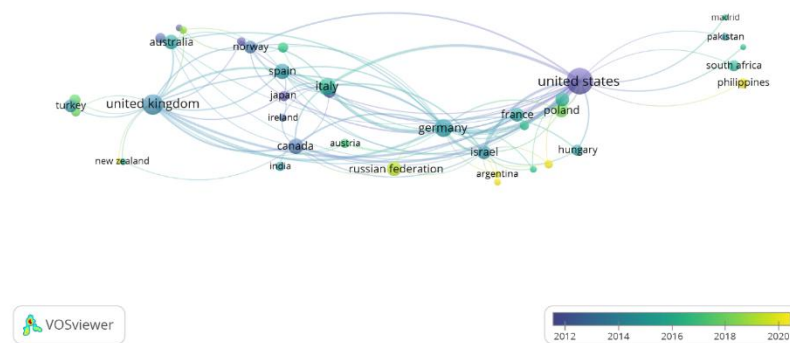 madrid
australia
norway
pakistan
spain
south africa
italy
united states
philippines
japan
turkey
united kingdom
ireland
france
poland
germany
canada
austria
israel
hungary
new zealand
india
russian federation
argentina
VOSviewer
2012 2014 2016 2018 2020